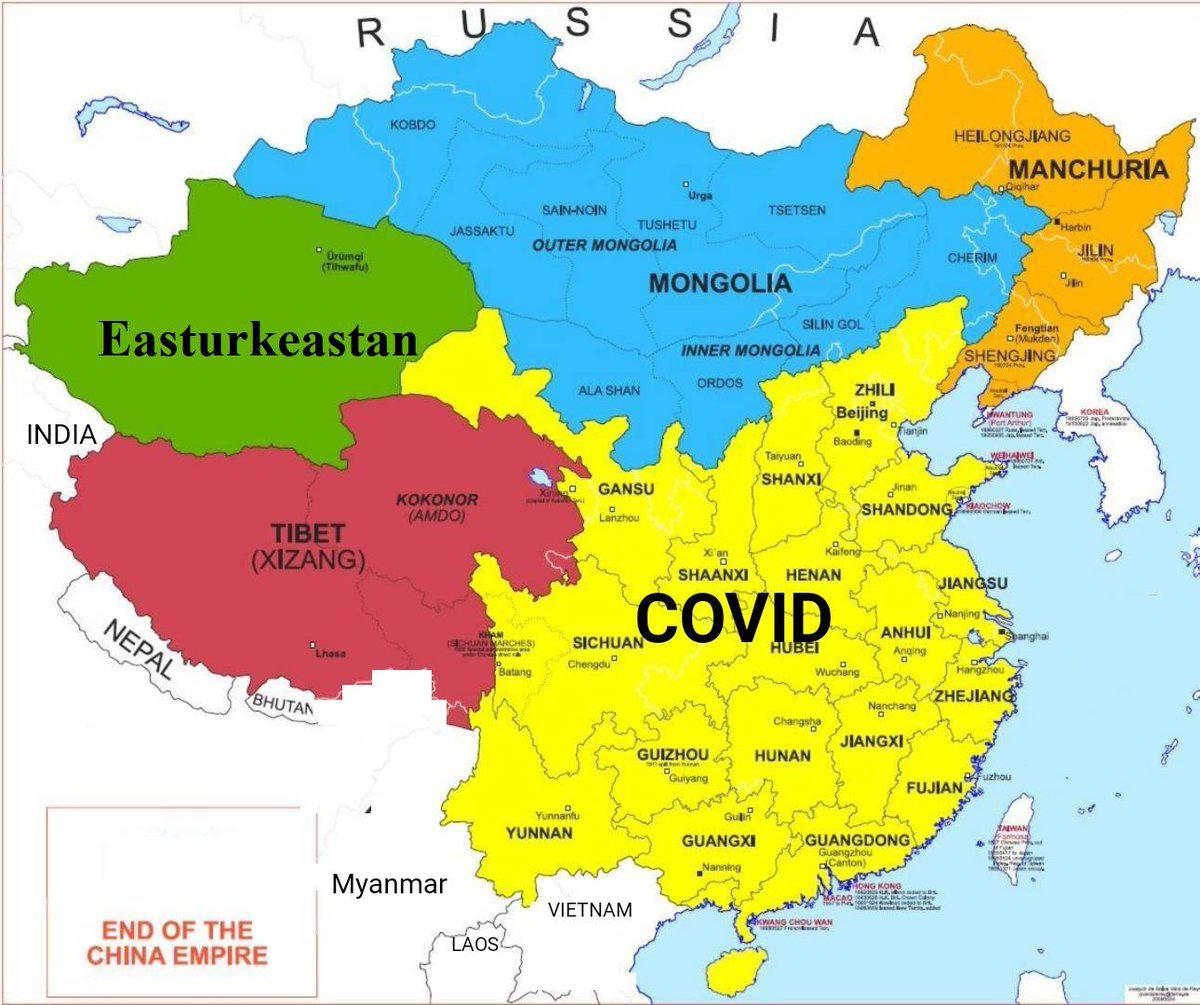 R U S S I A
KOBDO
HEILONGJIANG
MANCHURIA
Qiqihar
Urga
SAIN-NOIN
TUSHETU
TSETSEN
JASSAKTU
OUTER MONGOLIA
Harbin
JILIN
Jilin
CHERIM
Ürümqi
(Tihwafu)
MONGOLIA
SILIN GOL
Easturkeastan
INNER MONGOLIA
Fengtian
(Mukden)
SHENGJING
ALA SHAN
ORDOS
ZHILI
Beijing
Tianjin
Baoding
KWANTUNG
(Port Arthur)
KOREA
INDIA
Taiyuan
SHANXI
WEIHAIWEI
KOKONOR
(AMDO)
GANSU
Lanzhou
Jinan
SHANDONG
KIAOCHOW
TIBET
(XIZANG)
Xi'an
SHAANXI
Kaifeng
HENAN
JIANGSU
Nanjing
COVID
KHAM
(SICHUAN MARCHES)
Batang
SICHUAN
Chengdu
HUBEI
Wuchang
ANHUI
Anqing
Shanghai
Hangzhou
ZHEJIANG
NEPAL
Lhasa
BHUTAN
Changsha
HUNAN
Nanchang
JIANGXI
GUIZHOU
Guiyang
FUJIAN
Fuzhou
Yunnanfu
YUNNAN
Guilin
GUANGXI
Nanning
GUANGDONG
Guangzhou
(Canton)
TAIWAN
(Formosa)
HONG KONG
MACAO
KWANG CHOU WAN
Myanmar
VIETNAM
LAOS
END OF THE
CHINA EMPIRE